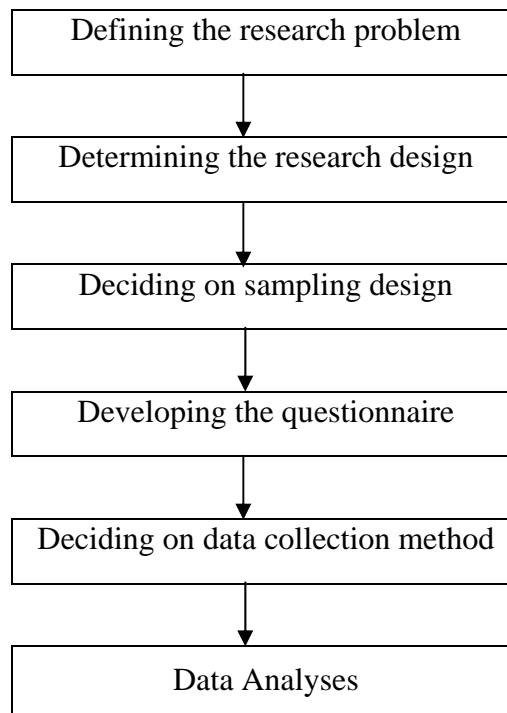 Defining the research problem
Determining the research design
Deciding on sampling design
Developing the questionnaire
Deciding on data collection method
Data Analyses